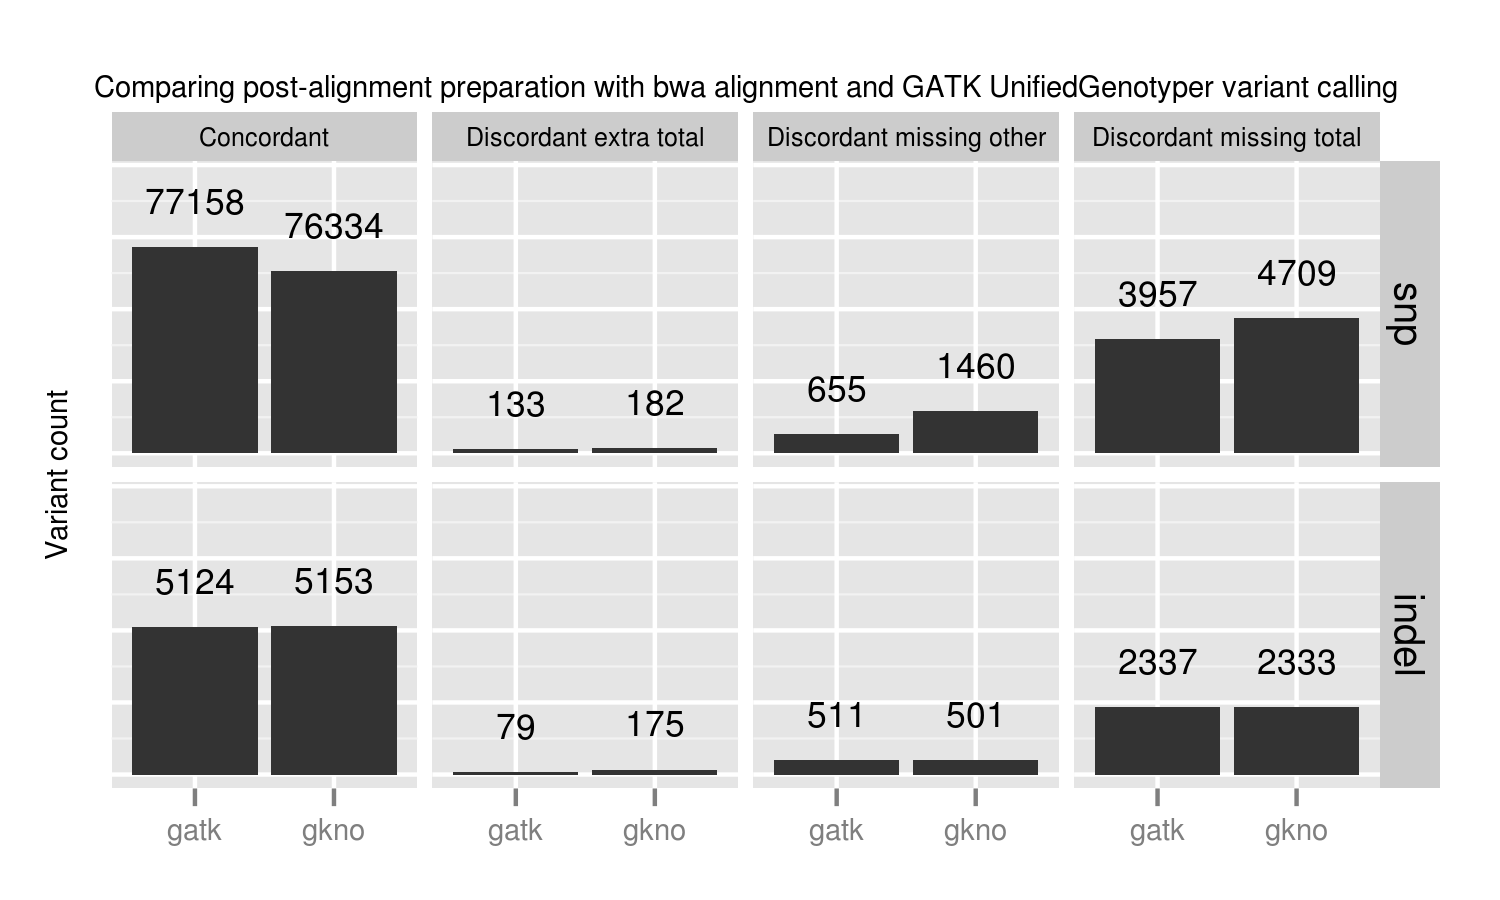 Comparing post-alignment preparation with bwa alignment and GATK UnifiedGenotyper variant calling
Concordant
Discordant extra total
Discordant missing other
Discordant missing total
77158
76334
133
182
655
1460
3957
4709
snp
Variant count
5124
5153
79
175
511
501
2337
2333
indel
gatk
gkno
gatk
gkno
gatk
gkno
gatk
gkno